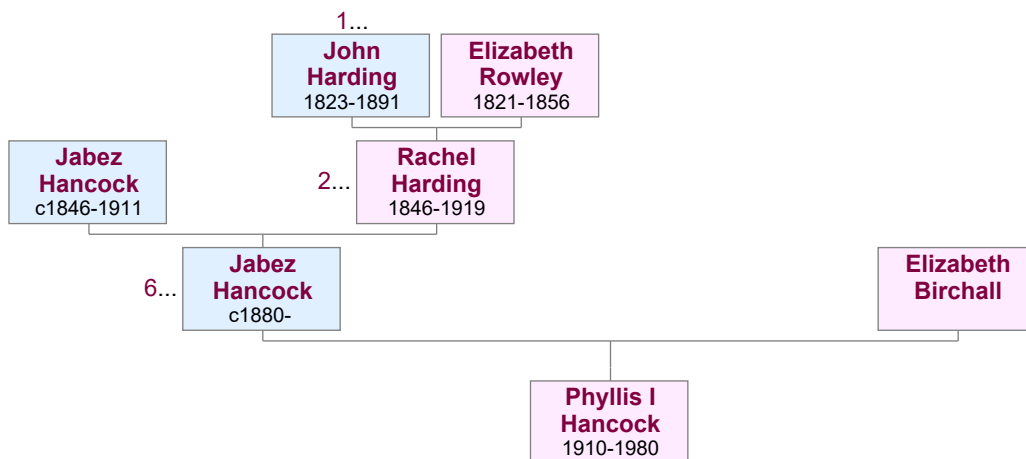 1...
John
Harding
1823-1891
Elizabeth
Rowley
1821-1856
Jabez
Hancock
c1846-1911
2...
Rachel
Harding
1846-1919
6...
Jabez
Hancock
c1880-
Elizabeth
Birchall
Phyllis I
Hancock
1910-1980